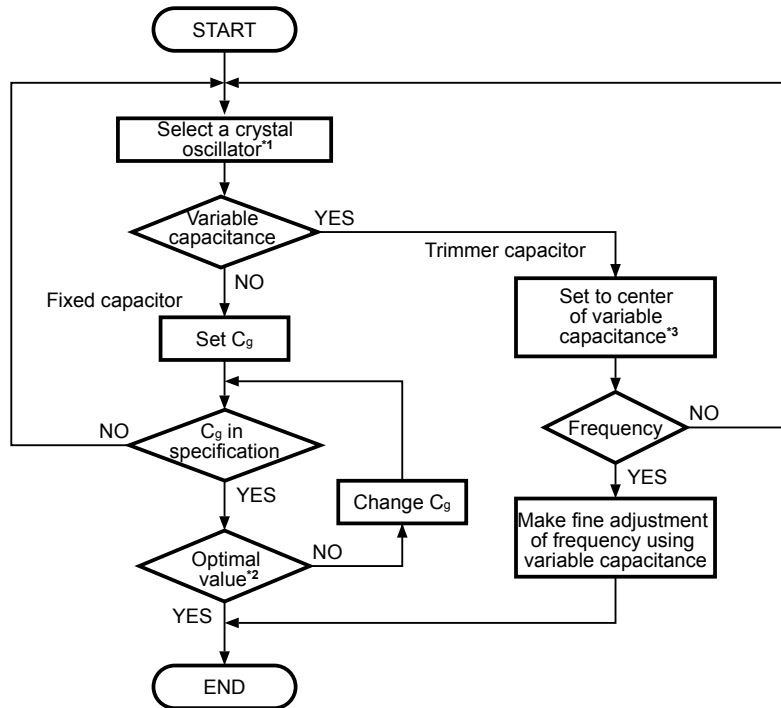 START
Select a crystal
oscillator*1
Variable
capacitance
YES
Trimmer capacitor
NO
Fixed capacitor
Set Cg
Set to center
of variable
capacitance*3
NO
Cg in
specification
YES
Change Cg
Frequency
NO
YES
Optimal
value*2
NO
YES
Make fine adjustment
of frequency using
variable capacitance
END